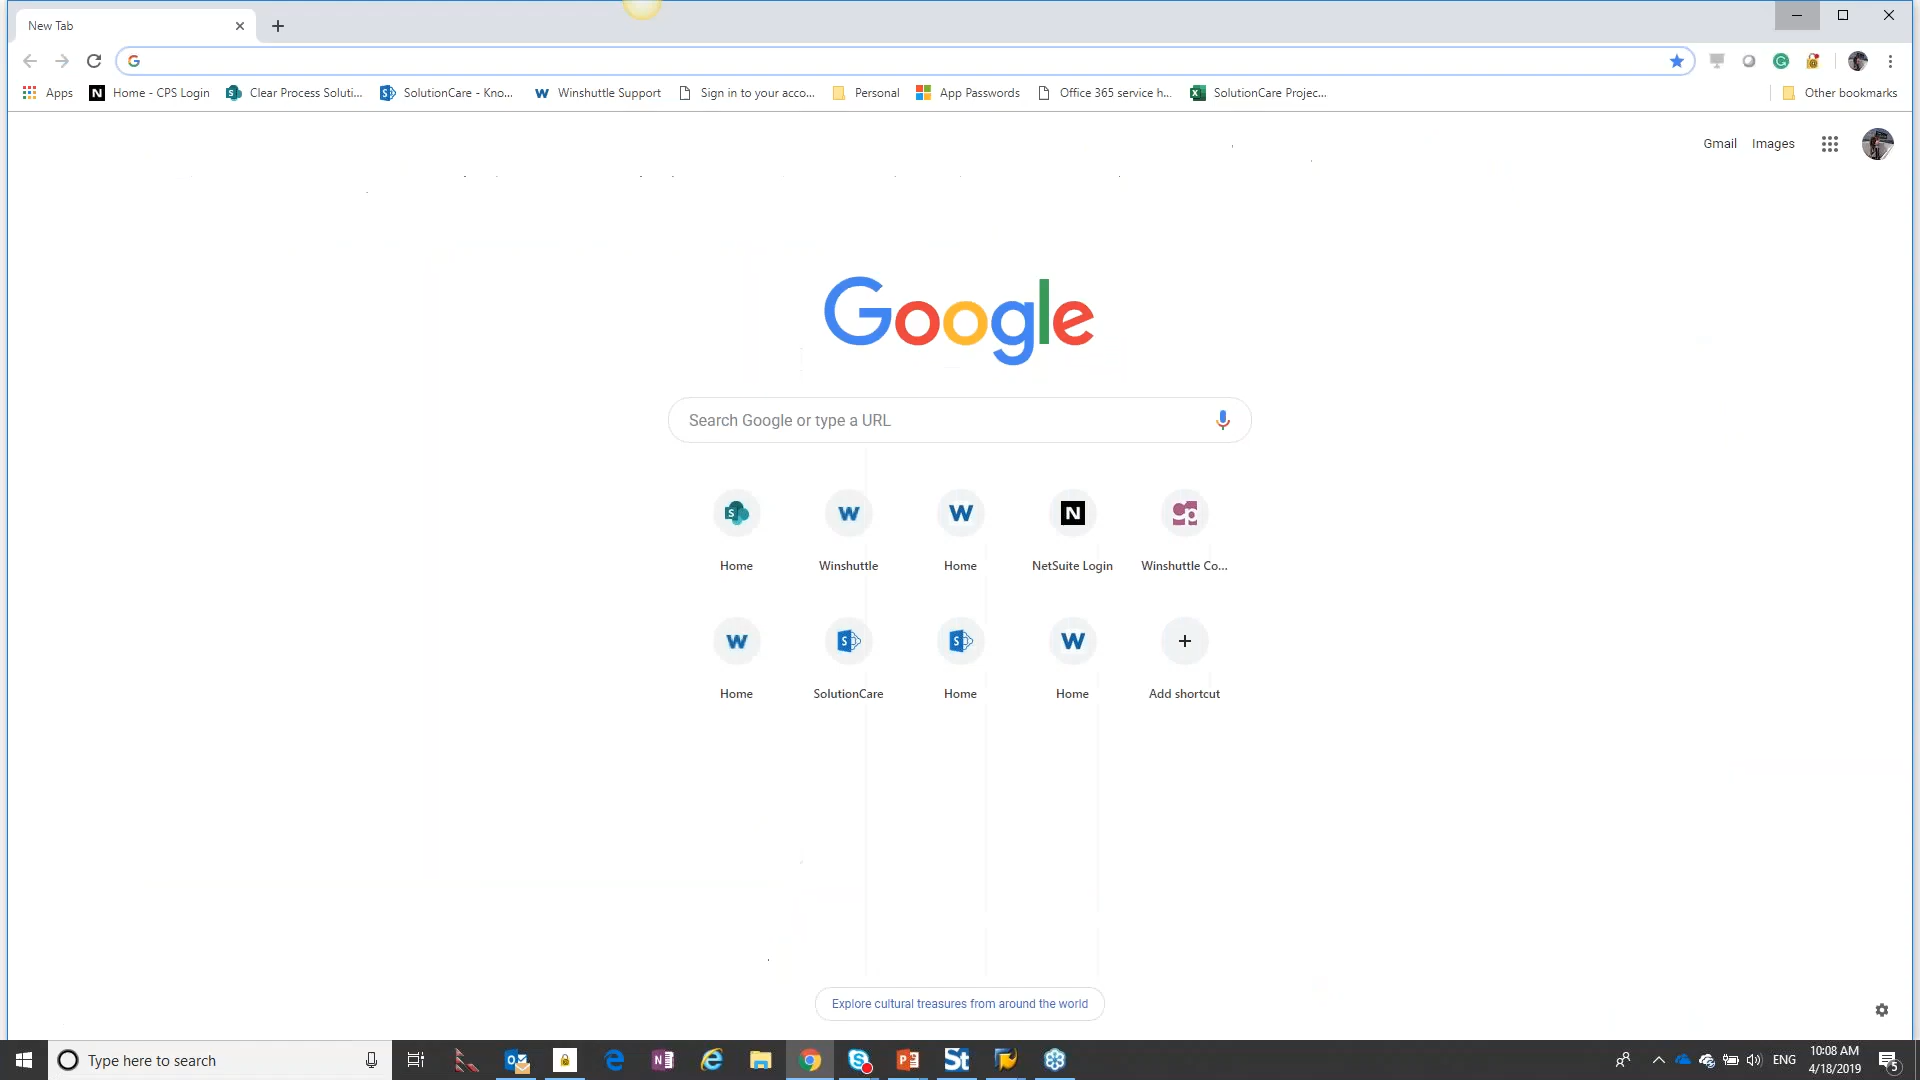 New Tab
Apps
Home - CPS Login
Clear Process Soluti...
SolutionCare - Kno...
Winshuttle Support
Sign in to your acco...
Personal
App Passwords
Office 365 service h...
SolutionCare Projec...
Other bookmarks
Gmail
Images
Google
Search Google or type a URL
Home
Winshuttle
Home
NetSuite Login
Winshuttle Co...
Home
SolutionCare
Home
Home
Add shortcut
Explore cultural treasures from around the world
Type here to search
ENG
10:08 AM
4/18/2019
5